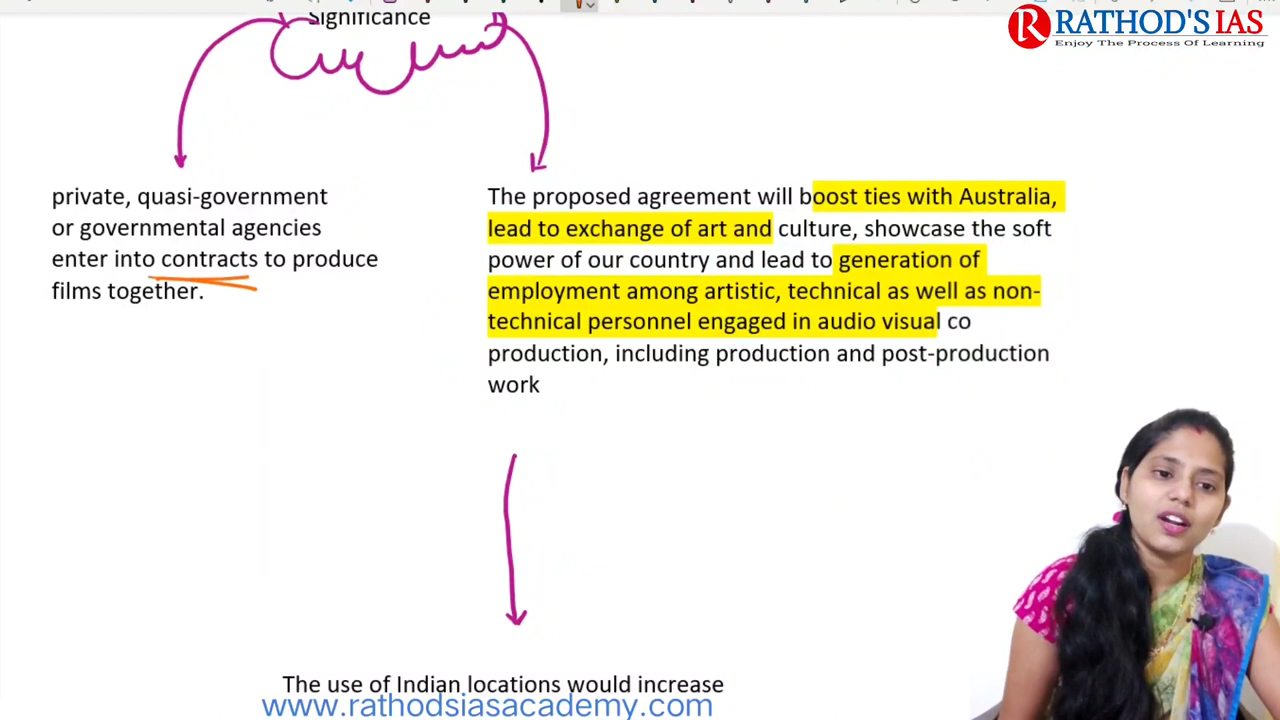 Significance
RATHOD'S IAS
Enjoy The Process Of Learning
private, quasi-government
or governmental agencies
enter into contracts to produce
films together.
The proposed agreement will boost ties with Australia,
lead to exchange of art and culture, showcase the soft
power of our country and lead to generation of
employment among artistic, technical as well as non-
technical personnel engaged in audio visual co
production, including production and post-production
work
The use of Indian locations would increase
www.rathodsiasacademy.com